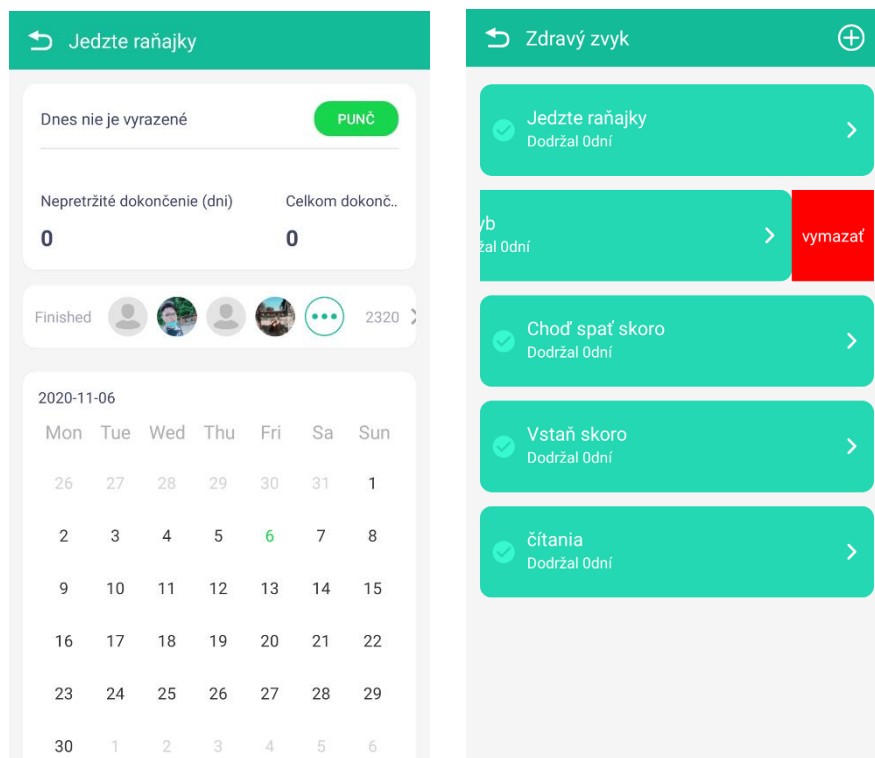 Jedzte raňajky
Dnes nie je vyrazené
PUNČ
Nepretržité dokončenie (dni) Celkom dokonč..
0 0
Finished 2320
2020-11-06
Mon Tue Wed Thu Fri Sa Sun
26 27 28 29 30 31 1
2 3 4 5 6 7 8
9 10 11 12 13 14 15
16 17 18 19 20 21 22
23 24 25 26 27 28 29
30 1 2 3 4 5 6
Zdravý zvyk
Jedzte raňajky
Dodržal 0dní
yb
žal 0dní
vymazať
Choď spať skoro
Dodržal 0dní
Vstaň skoro
Dodržal 0dní
čítania
Dodržal 0dní